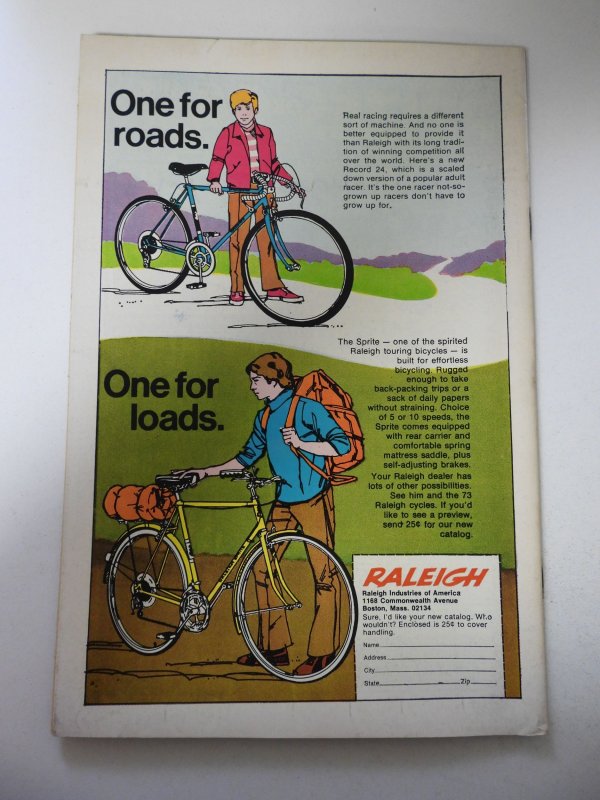 One for
roads.
Real racing requires a different
sort of machine. And no one is
better equipped to provide it
than Raleigh with its long tradi-
tion of winning competition all
over the world. Here's a new
Record 24, which is a scaled
down version of a popular adult
racer. It's the one racer not-so-
grown up racers don't have to
grow up for.
The Sprite — one of the spirited
Raleigh touring bicycles — is
built for effortless
bicycling. Rugged
enough to take
back-packing trips or a
sack of daily papers
without straining. Choice
of 5 or 10 speeds, the
Sprite comes equipped
with rear carrier and
comfortable spring
mattress saddle, plus
self-adjusting brakes.
Your Raleigh dealer has
lots of other possibilities.
See him and the 73
Raleigh cycles. If you'd
like to see a preview,
send 25¢ for our new
catalog.
One for
loads.
RALEIGH
Raleigh Industries of America
1168 Commonwealth Avenue
Boston, Mass. 02134
Sure, I'd like your new catalog. Who
wouldn't? Enclosed is 25¢ to cover
handling.
Name
Address
City
State Zip